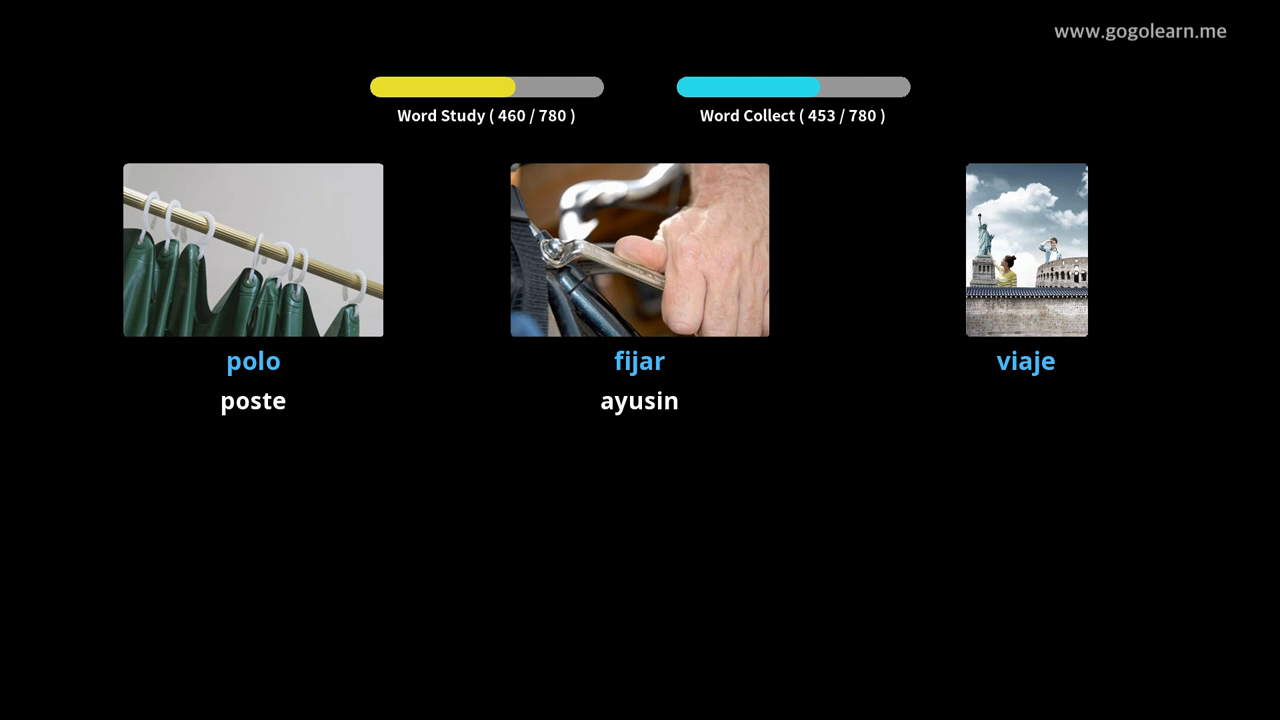 www.gogolearn.me
Word Study ( 460 / 780 )
Word Collect ( 453 / 780 )
polo
fijar
viaje
poste
ayusin